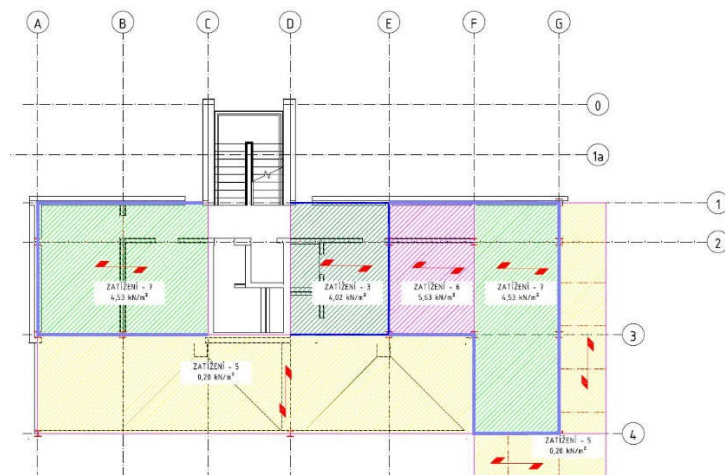 A B C D E F G
0
1a
1
2
ZATÍŽENÍ - 7
4,53 kN/m²
ZATÍŽENÍ - 3
4,02 kN/m²
ZATÍŽENÍ - 6
5,63 kN/m²
ZATÍŽENÍ - 7
4,53 kN/m²
3
ZATÍŽENÍ - 5
0,20 kN/m²
4
ZATÍŽENÍ - 5
0,20 kN/m²